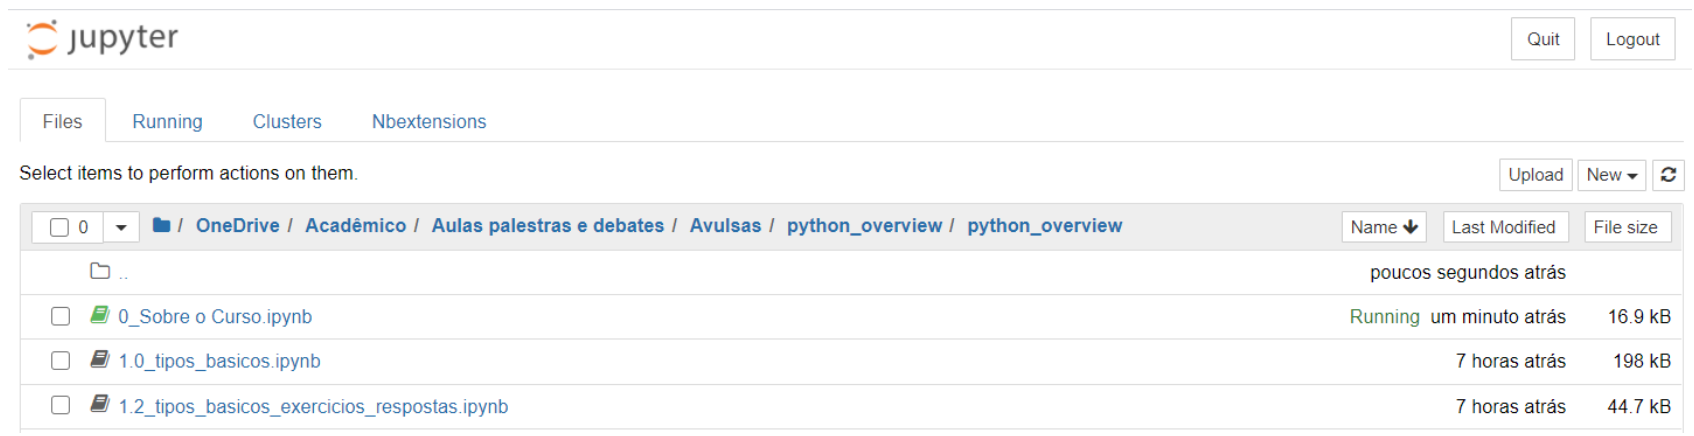 jupyter Quit Logout
Files Running Clusters Nbextensions
Select items to perform actions on them. Upload New
0 / OneDrive / Acadêmico / Aulas palestras e debates / Avulsas / python_overview / python_overview Name Last Modified File size
.. poucos segundos atrás
0_Sobre o Curso.ipynb Running um minuto atrás 16.9 kB
1.0_tipos_basicos.ipynb 7 horas atrás 198 kB
1.2_tipos_basicos_exercicios_respostas.ipynb 7 horas atrás 44.7 kB